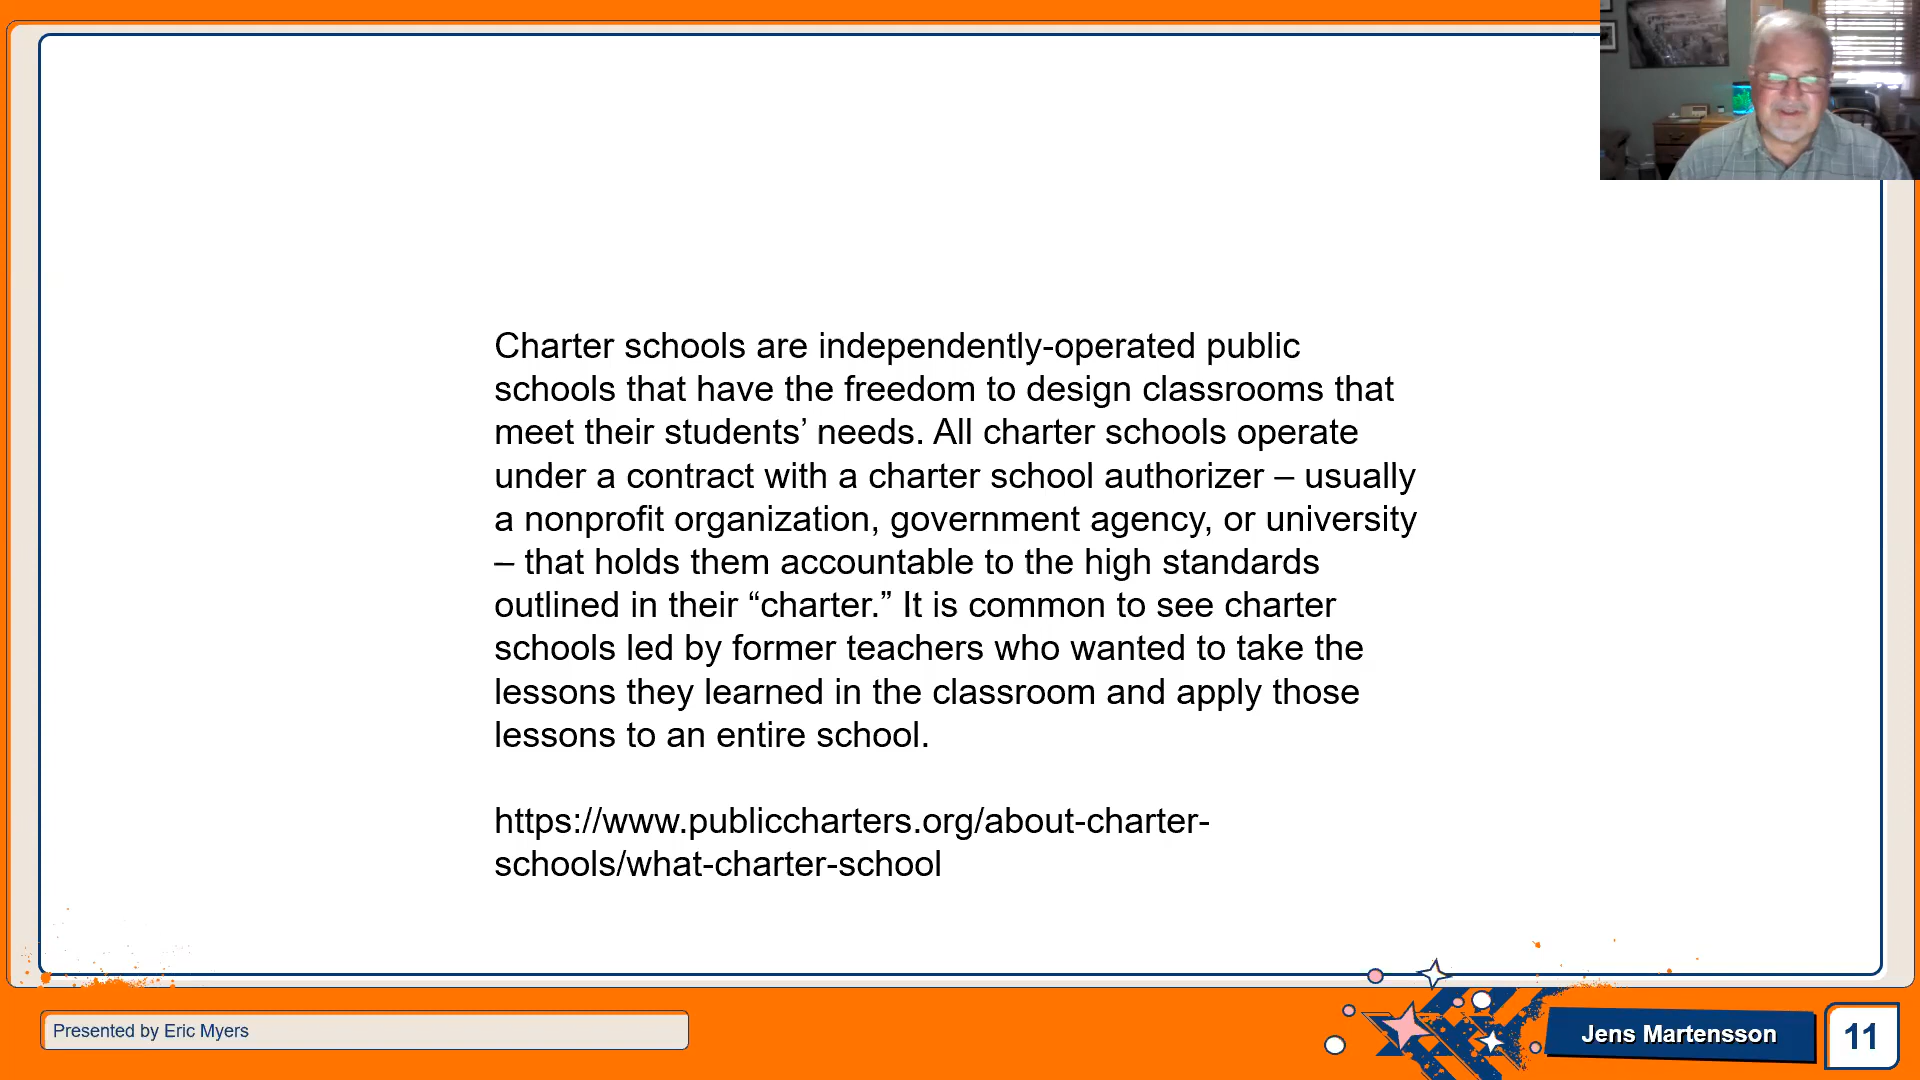 Charter schools are independently-operated public
schools that have the freedom to design classrooms that
meet their students’ needs. All charter schools operate
under a contract with a charter school authorizer – usually
a nonprofit organization, government agency, or university
– that holds them accountable to the high standards
outlined in their “charter.” It is common to see charter
schools led by former teachers who wanted to take the
lessons they learned in the classroom and apply those
lessons to an entire school.
https://www.publiccharters.org/about-charter-
schools/what-charter-school
Presented by Eric Myers
Jens Martensson
11